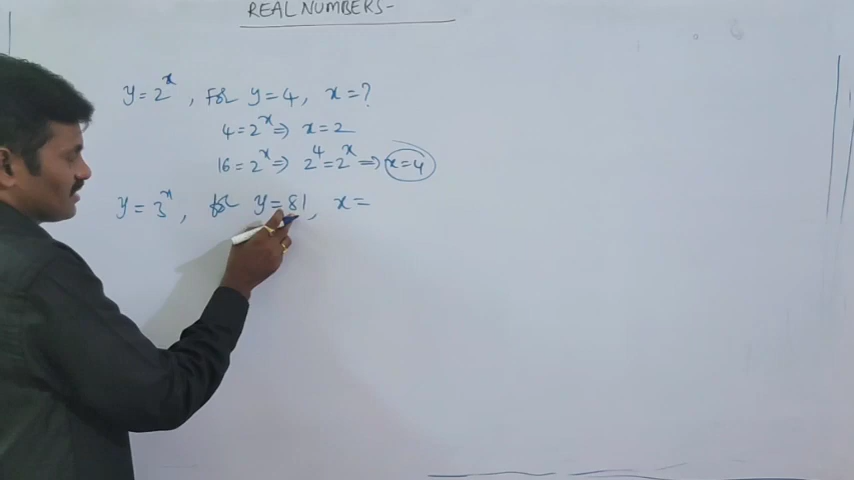 REAL NUMBERS-
y = 2^x , For y = 4, x = ?
4 = 2^x ⇒ x = 2
16 = 2^x ⇒ 2^4 = 2^x ⇒ x = 4
y = 3^x , for y = 81, x =